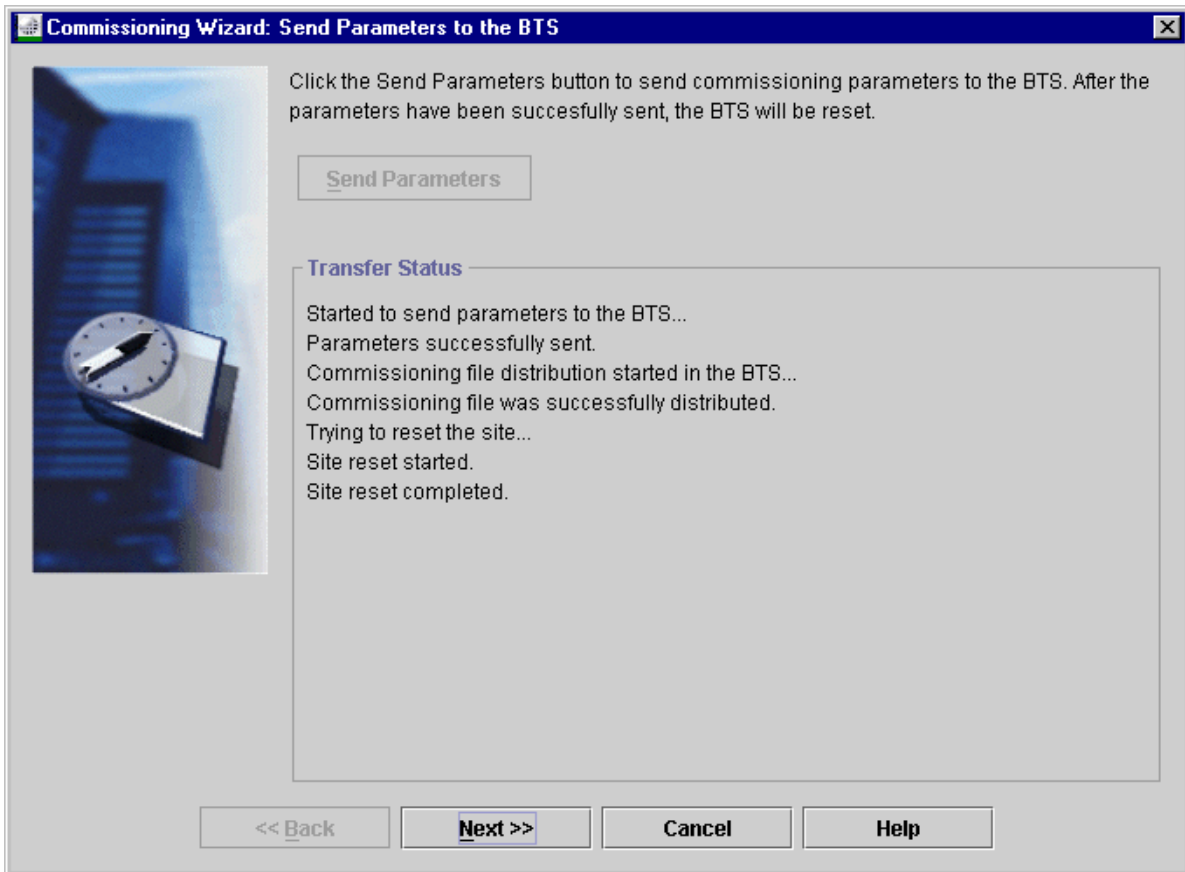 Commissioning Wizard: Send Parameters to the BTS
Click the Send Parameters button to send commissioning parameters to the BTS. After the
parameters have been succesfully sent, the BTS will be reset.
Send Parameters
Transfer Status
Started to send parameters to the BTS...
Parameters successfully sent.
Commissioning file distribution started in the BTS...
Commissioning file was successfully distributed.
Trying to reset the site...
Site reset started.
Site reset completed.
<< Back
Next >>
Cancel
Help